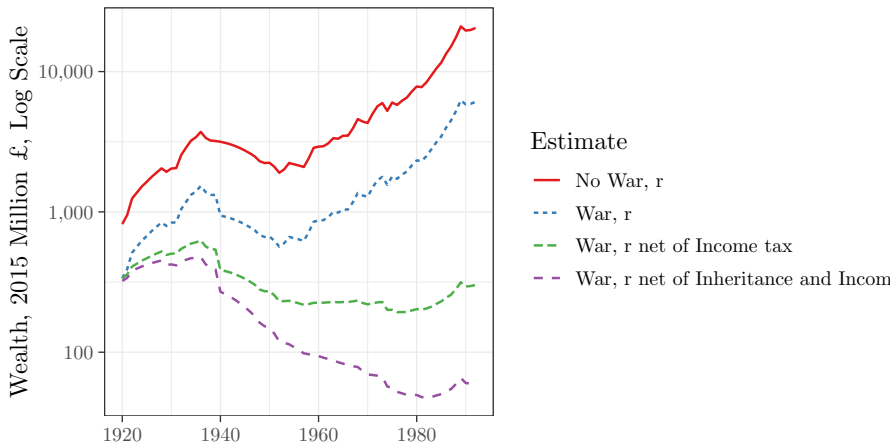 Wealth, 2015 Million £, Log Scale
10,000
1,000
100
1920
1940
1960
1980
Estimate
No War, r
War, r
War, r net of Income tax
War, r net of Inheritance and Incom